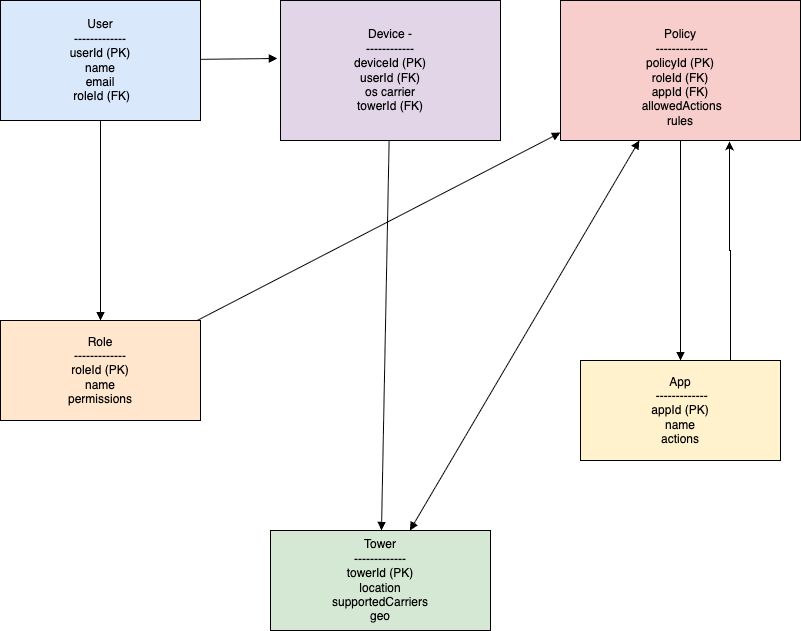 User
-------------
userId (PK)
name
email
roleId (FK)
Device -
------------
deviceId (PK)
userId (FK)
os carrier
towerId (FK)
Policy
-------------
policyId (PK)
roleId (FK)
appId (FK)
allowedActions
rules
Role
-------------
roleId (PK)
name
permissions
App
-------------
appId (PK)
name
actions
Tower
-------------
towerId (PK)
location
supportedCarriers
geo